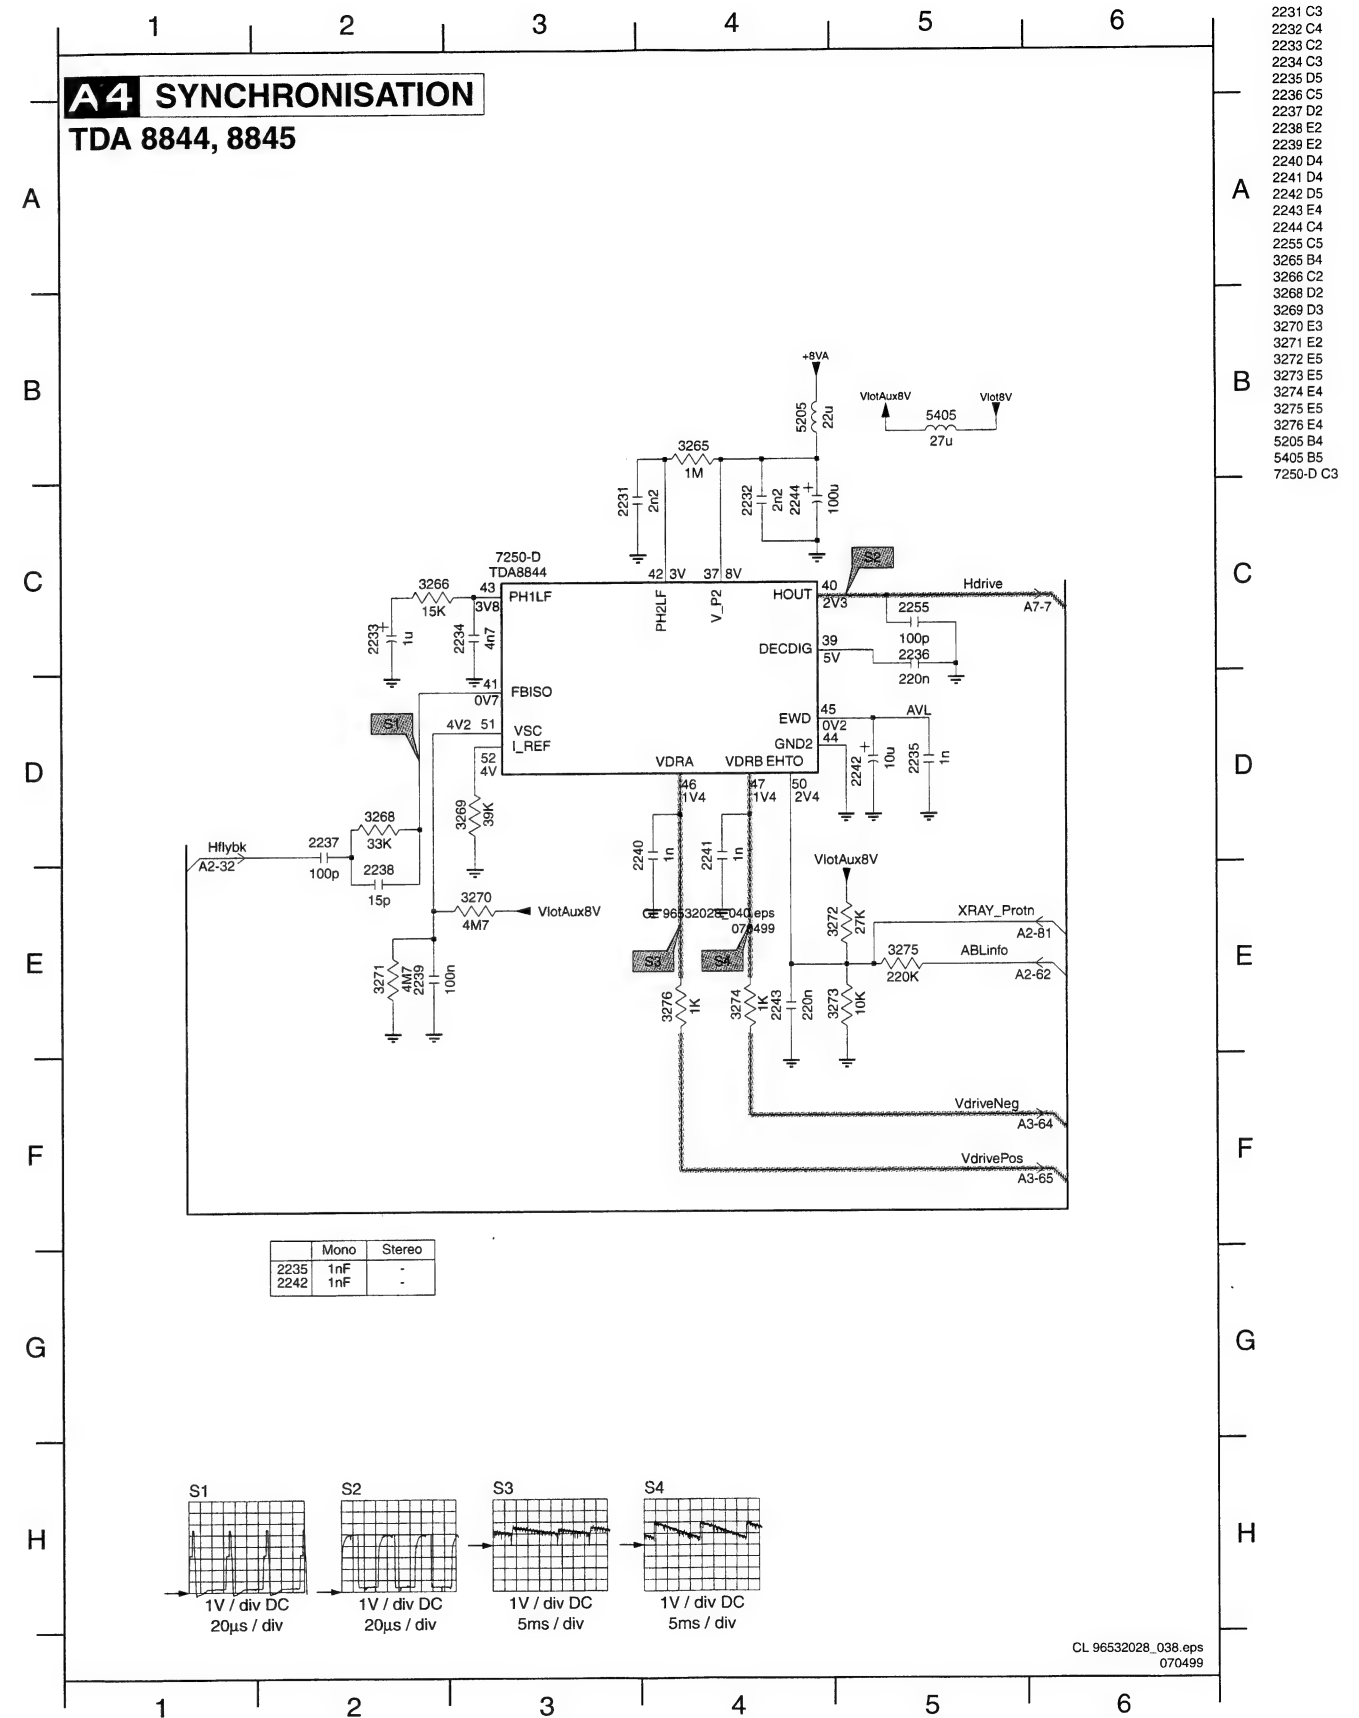 1 2 3 4 5 6
A4 SYNCHRONISATION
TDA 8844, 8845
2231 C3
2232 C4
2233 C2
2234 C3
2235 D5
2236 C5
2237 D2
2238 E2
2239 E2
2240 D4
2241 D4
2242 D5
2243 E4
2244 C4
2255 C5
3265 B4
3266 C2
3268 D2
3269 D3
3270 E3
3271 E2
3272 E5
3273 E5
3274 E4
3275 E5
3276 E4
5205 B4
5405 B5
7250-D C3
A A
B B
+8VA
5205
22u
VlotAux8V
Vlot8V
5405
27u
3265
1M
2231
2n2
2232
2n2
2244
+
100u
C C
7250-D
TDA8844
42 3V
37 8V
PH2LF
V_P2
3266
15K
43
3V8
PH1LF
2233
+
1u
2234
4n7
S2
HOUT
40
2V3
Hdrive
A7-7
2255
100p
DECDIG
39
5V
2236
220n
41
0V7
FBISO
S1
4V2 51
VSC
I_REF
52
4V
EWD
45
0V2
AVL
GND2
44
2242
+
10u
2235
1n
D D
VDRA
VDRB EHTO
46
1V4
47
1V4
50
2V4
3269
39K
3268
33K
Hflybk
A2-32
2237
100p
2238
15p
2240
1n
2241
1n
VlotAux8V
3270
4M7
VlotAux8V
CL 96532028_040.eps
070499
3272
27K
XRAY_Protn
A2-81
E E
3271
4M7
2239
100n
S3
S4
3275
220K
ABLinfo
A2-62
3276
1K
3274
1K
2243
220n
3273
10K
F F
VdriveNeg
A3-64
VdrivePos
A3-65
Mono Stereo
2235 1nF -
2242 1nF -
G G
H H
S1
1V / div DC
20µs / div
S2
1V / div DC
20µs / div
S3
1V / div DC
5ms / div
S4
1V / div DC
5ms / div
CL 96532028_038.eps
070499
1 2 3 4 5 6